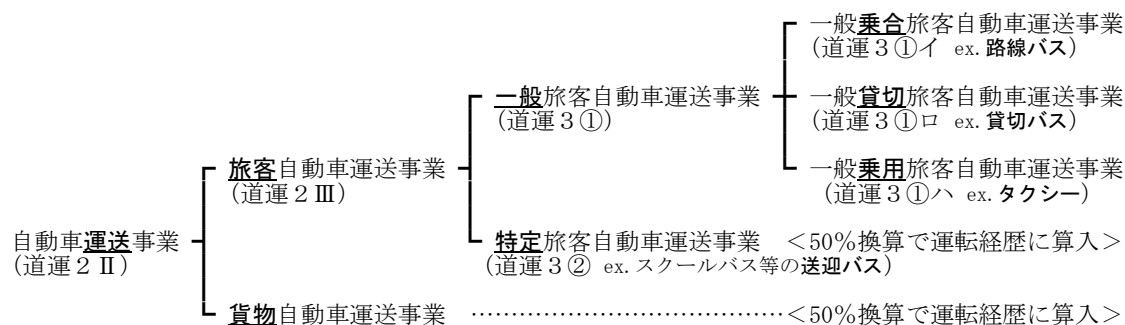 一般乗合旅客自動車運送事業
(道運3①イ ex.路線バス)
一般旅客自動車運送事業
(道運3①)
一般貸切旅客自動車運送事業
(道運3①ロ ex.貸切バス)
旅客自動車運送事業
(道運2Ⅲ)
一般乗用旅客自動車運送事業
(道運3①ハ ex.タクシー)
自動車運送事業
(道運2Ⅱ)
特定旅客自動車運送事業 <50%換算で運転経歴に算入>
(道運3② ex.スクールバス等の送迎バス)
貨物自動車運送事業 ……………………………………<50%換算で運転経歴に算入>